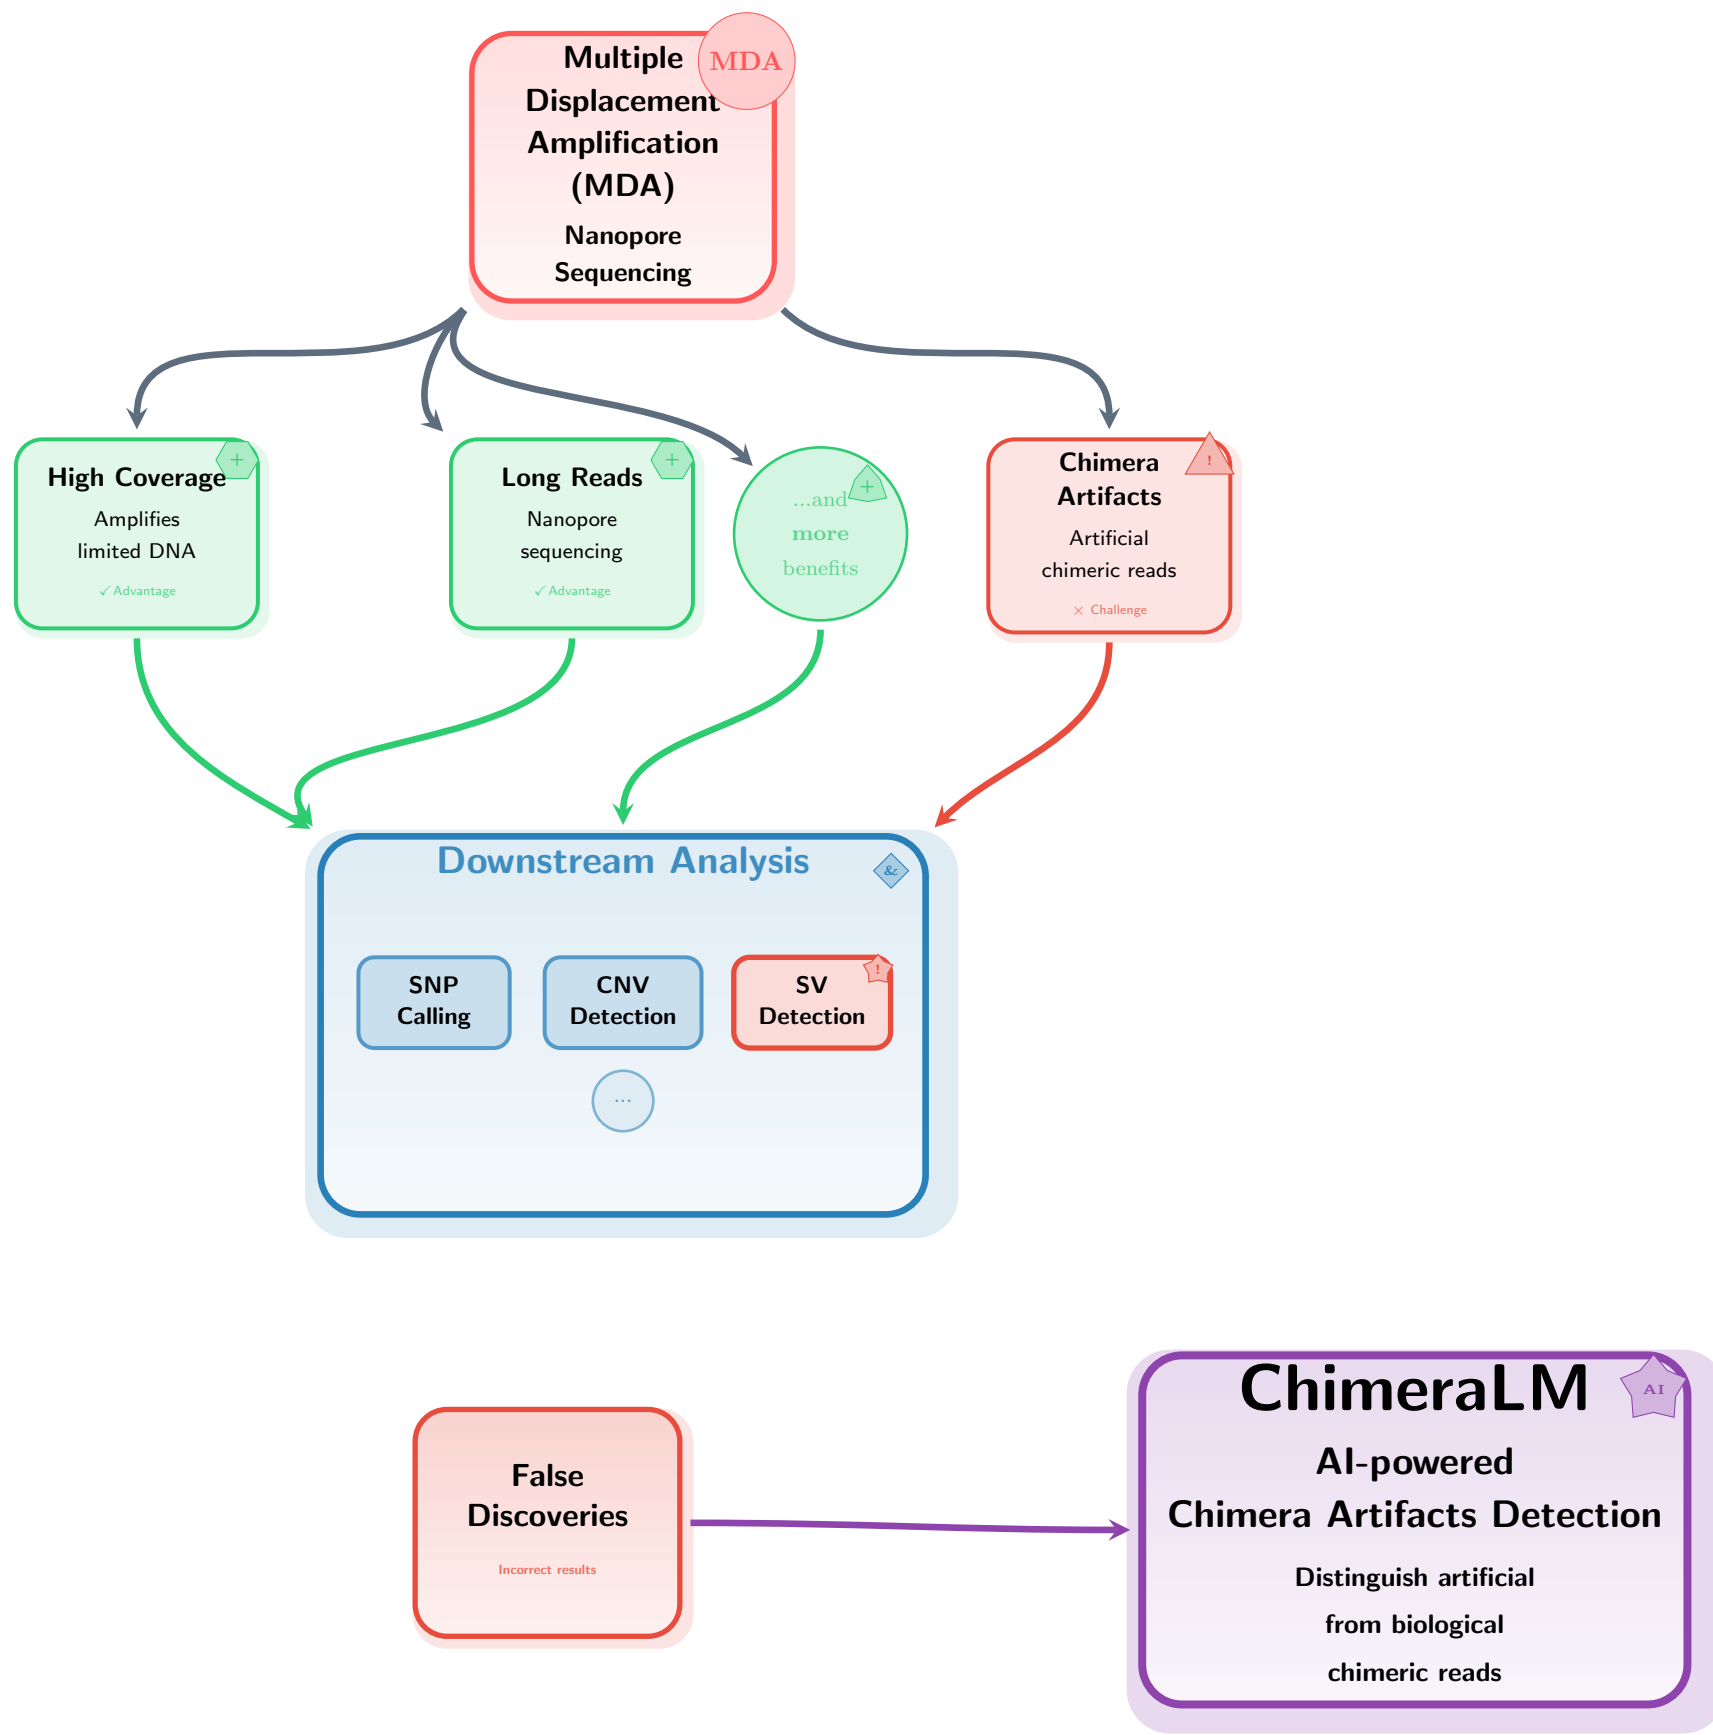 Multiple
Displacement
Amplification
(MDA)
Nanopore
Sequencing
MDA
High Coverage
Amplifies
limited DNA
✓Advantage
+
Long Reads
Nanopore
sequencing
✓Advantage
+
...and
more
benefits
+
Chimera
Artifacts
Artificial
chimeric reads
× Challenge
!
Downstream Analysis
&
SNP
Calling
CNV
Detection
SV
Detection
!
...
False
Discoveries
Incorrect results
ChimeraLM
AI
AI-powered
Chimera Artifacts Detection
Distinguish artificial
from biological
chimeric reads